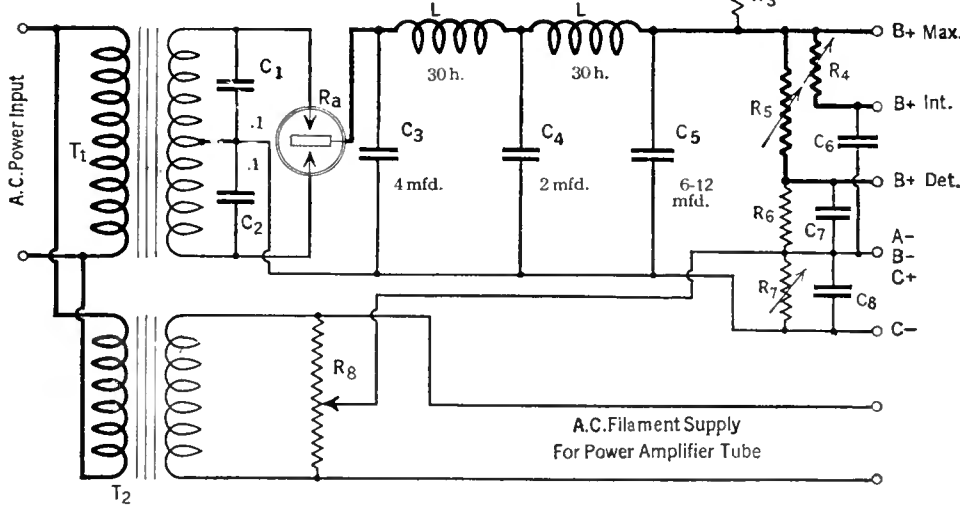 R3
L
L
B+ Max.
C1
30 h.
30 h.
R4
Ra
R5
B+ Int.
A.C. Power Input
T1
.1
C3
C4
C5
C6
.1
4 mfd.
2 mfd.
6-12
mfd.
B+ Det.
C2
R6
C7
A-
B-
C+
R7
C8
C-
R8
A.C. Filament Supply
For Power Amplifier Tube
T2